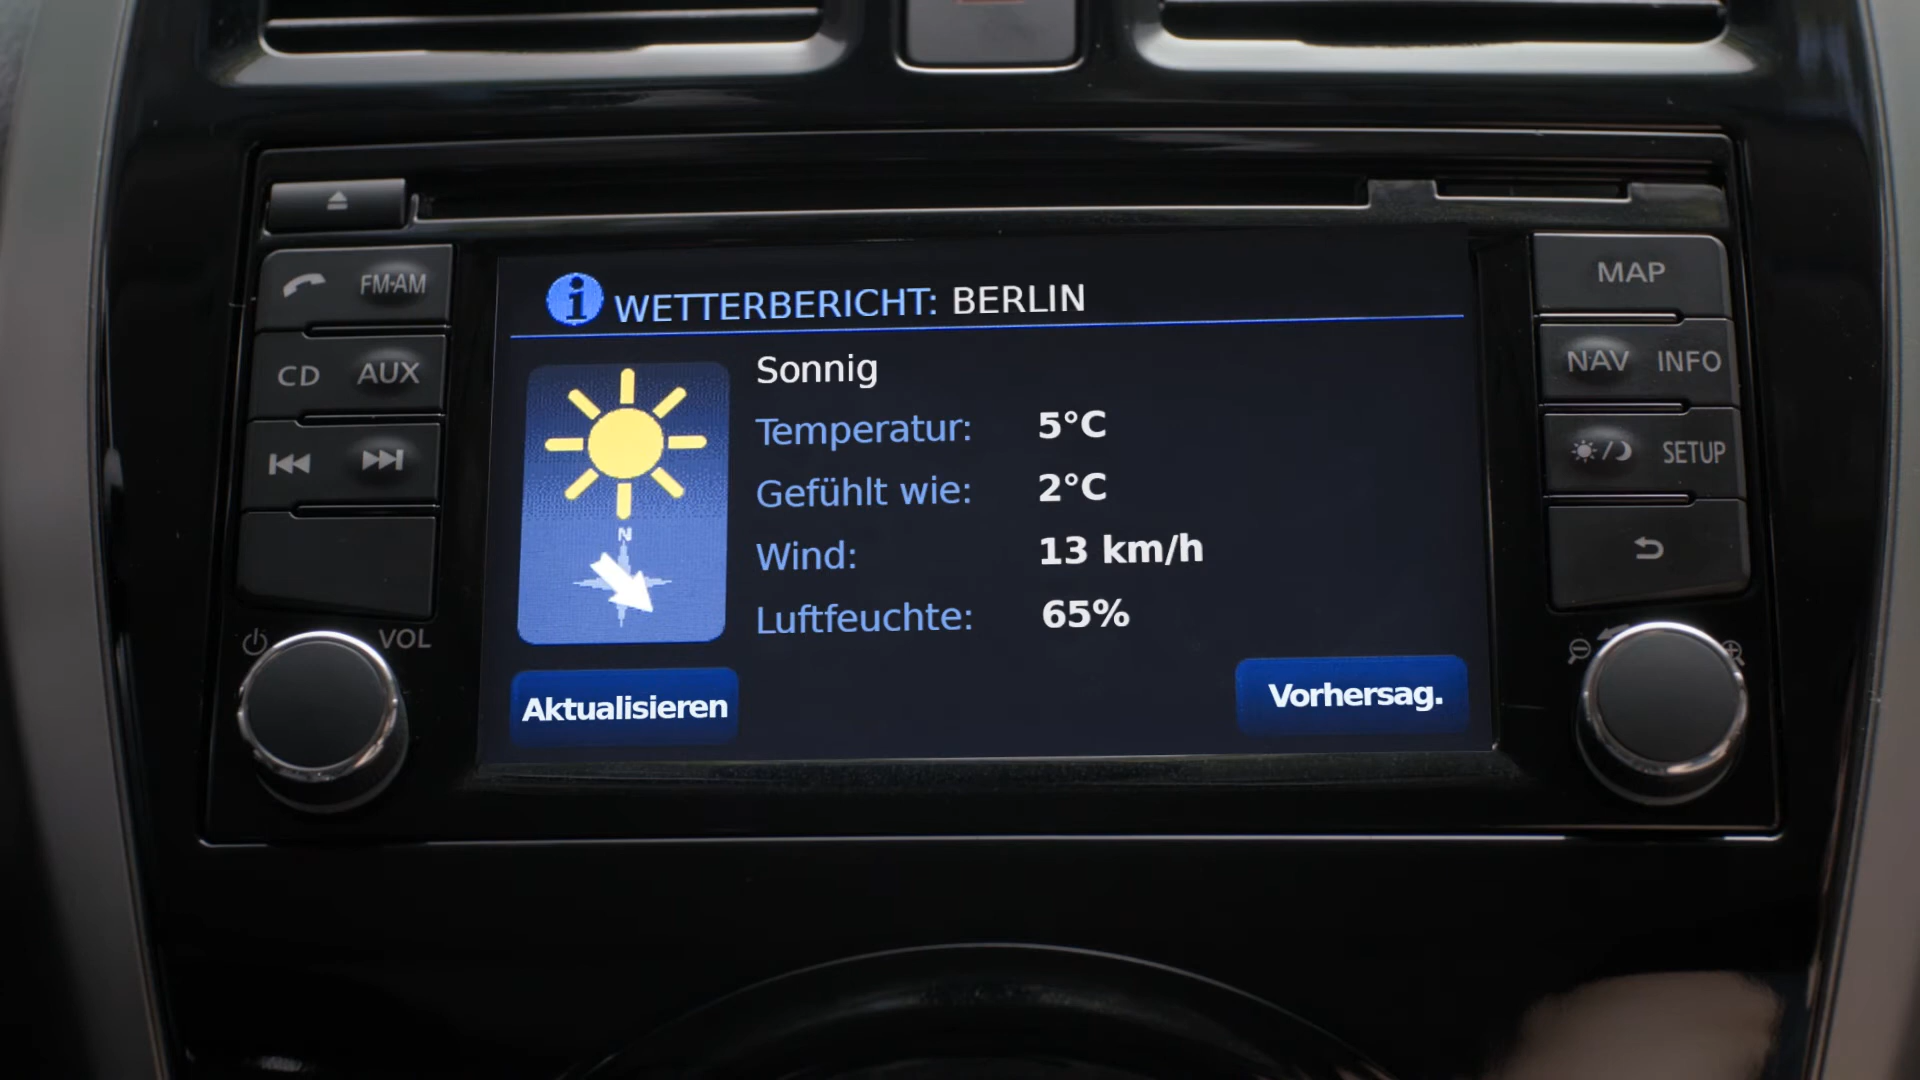 FM·AM
CD AUX
VOL
i WETTERBERICHT: BERLIN
Sonnig
Temperatur: 5°C
Gefühlt wie: 2°C
Wind: 13 km/h
Luftfeuchte: 65%
N
Aktualisieren
Vorhersag.
MAP
NAV INFO
SETUP